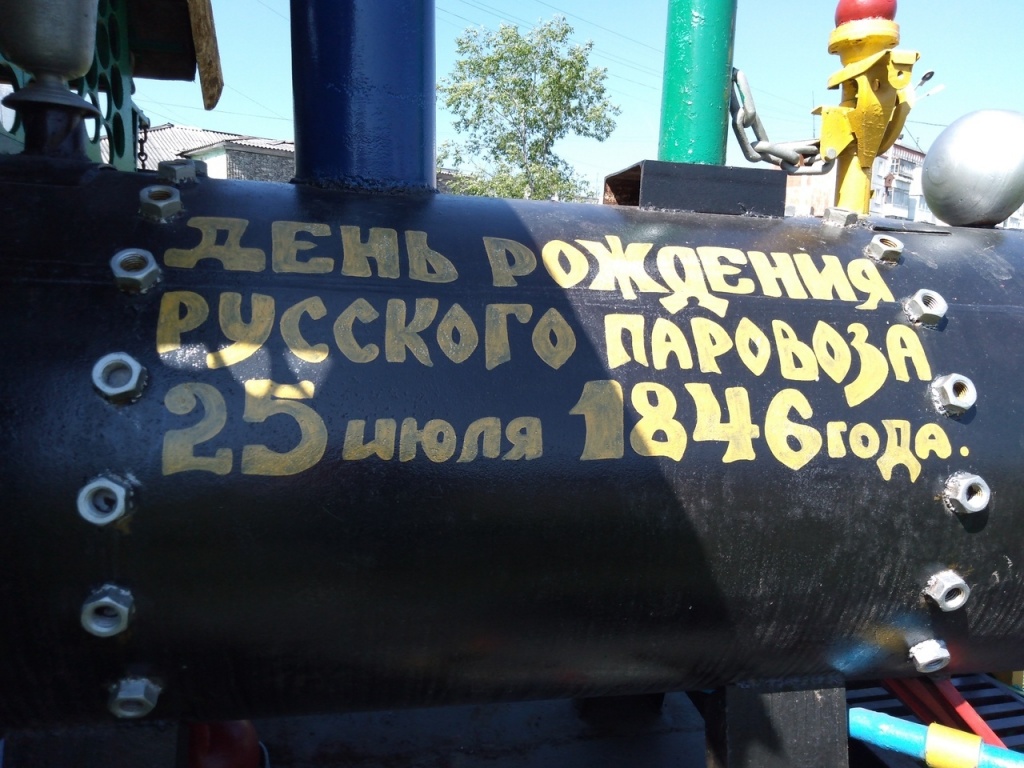 ДЕНЬ РОЖДЕНИЯ
РУССКОГО ПАРОВОЗА
25 июля 1846 года.